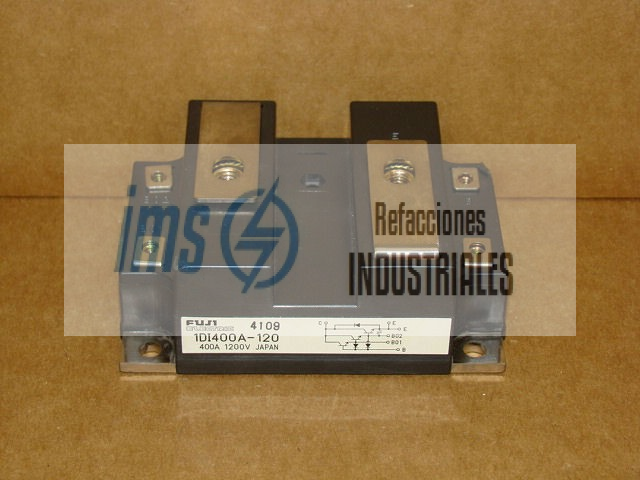 ims
Refacciones
INDUSTRIALES
FUJI 4109
1DI400A-120
400A 1200V JAPAN
C E
E
B02
B01
B